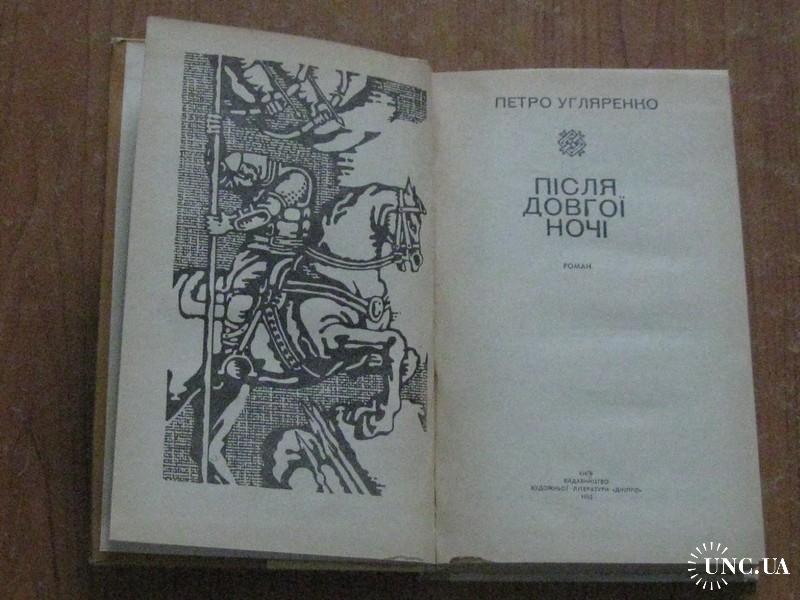 ПЕТРО УГЛЯРЕНКО
ПІСЛЯ
ДОВГОЇ
НОЧІ
РОМАН
КИЇВ
ВИДАВНИЦТВО
ХУДОЖНЬОЇ ЛІТЕРАТУРИ «ДНІПРО»
UNC.UA